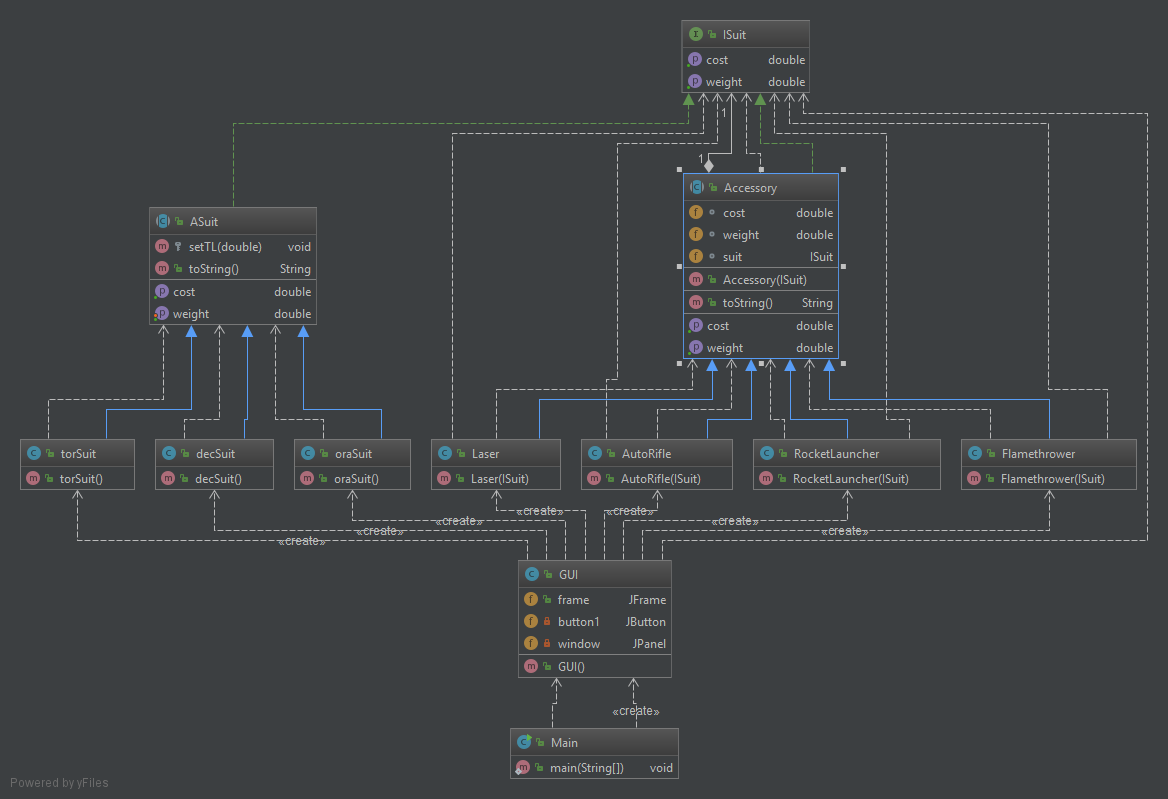 ISuit
cost double
weight double
1
1
Accessory
cost double
weight double
suit ISuit
Accessory(ISuit)
toString() String
cost double
weight double
ASuit
setTL(double) void
toString() String
cost double
weight double
torSuit
torSuit()
decSuit
decSuit()
oraSuit
oraSuit()
Laser
Laser(ISuit)
AutoRifle
AutoRifle(ISuit)
RocketLauncher
RocketLauncher(ISuit)
Flamethrower
Flamethrower(ISuit)
«create»
«create»
«create»
«create»
«create»
«create»
«create»
GUI
frame JFrame
button1 JButton
window JPanel
GUI()
«create»
Main
main(String[]) void
Powered by yFiles